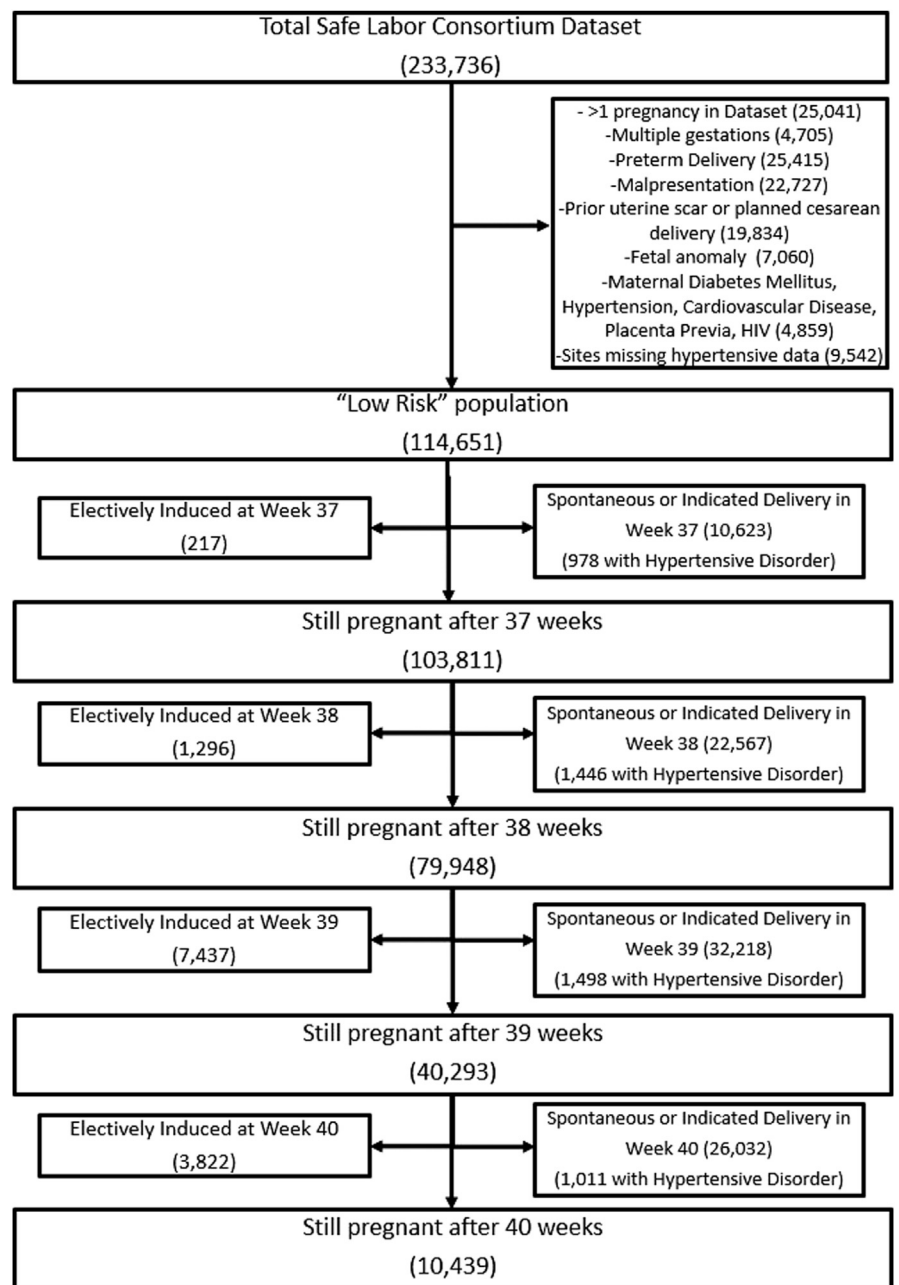 Total Safe Labor Consortium Dataset
(233,736)
- >1 pregnancy in Dataset (25,041)
-Multiple gestations (4,705)
-Preterm Delivery (25,415)
-Malpresentation (22,727)
-Prior uterine scar or planned cesarean
delivery (19,834)
-Fetal anomaly (7,060)
-Maternal Diabetes Mellitus,
Hypertension, Cardiovascular Disease,
Placenta Previa, HIV (4,859)
-Sites missing hypertensive data (9,542)
“Low Risk” population
(114,651)
Electively Induced at Week 37
(217)
Spontaneous or Indicated Delivery in
Week 37 (10,623)
(978 with Hypertensive Disorder)
Still pregnant after 37 weeks
(103,811)
Electively Induced at Week 38
(1,296)
Spontaneous or Indicated Delivery in
Week 38 (22,567)
(1,446 with Hypertensive Disorder)
Still pregnant after 38 weeks
(79,948)
Electively Induced at Week 39
(7,437)
Spontaneous or Indicated Delivery in
Week 39 (32,218)
(1,498 with Hypertensive Disorder)
Still pregnant after 39 weeks
(40,293)
Electively Induced at Week 40
(3,822)
Spontaneous or Indicated Delivery in
Week 40 (26,032)
(1,011 with Hypertensive Disorder)
Still pregnant after 40 weeks
(10,439)